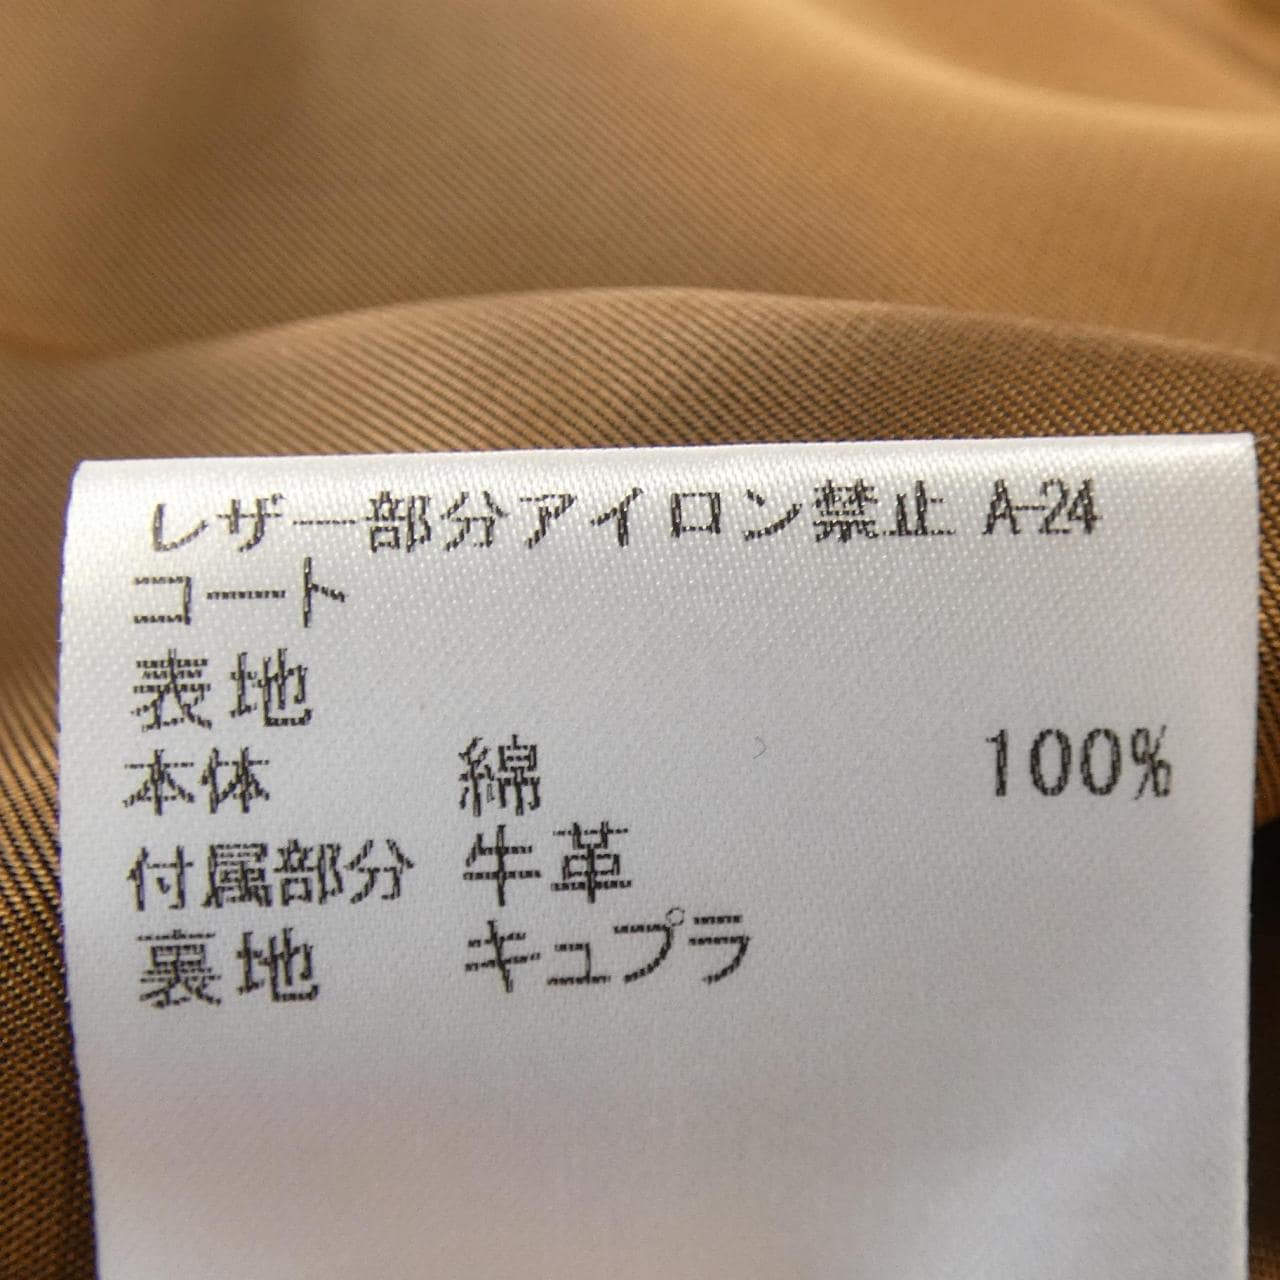 レザー部分アイロン禁止 A-24
コート
表地
本体 綿 100%
付属部分 牛革
裏地 キュプラ